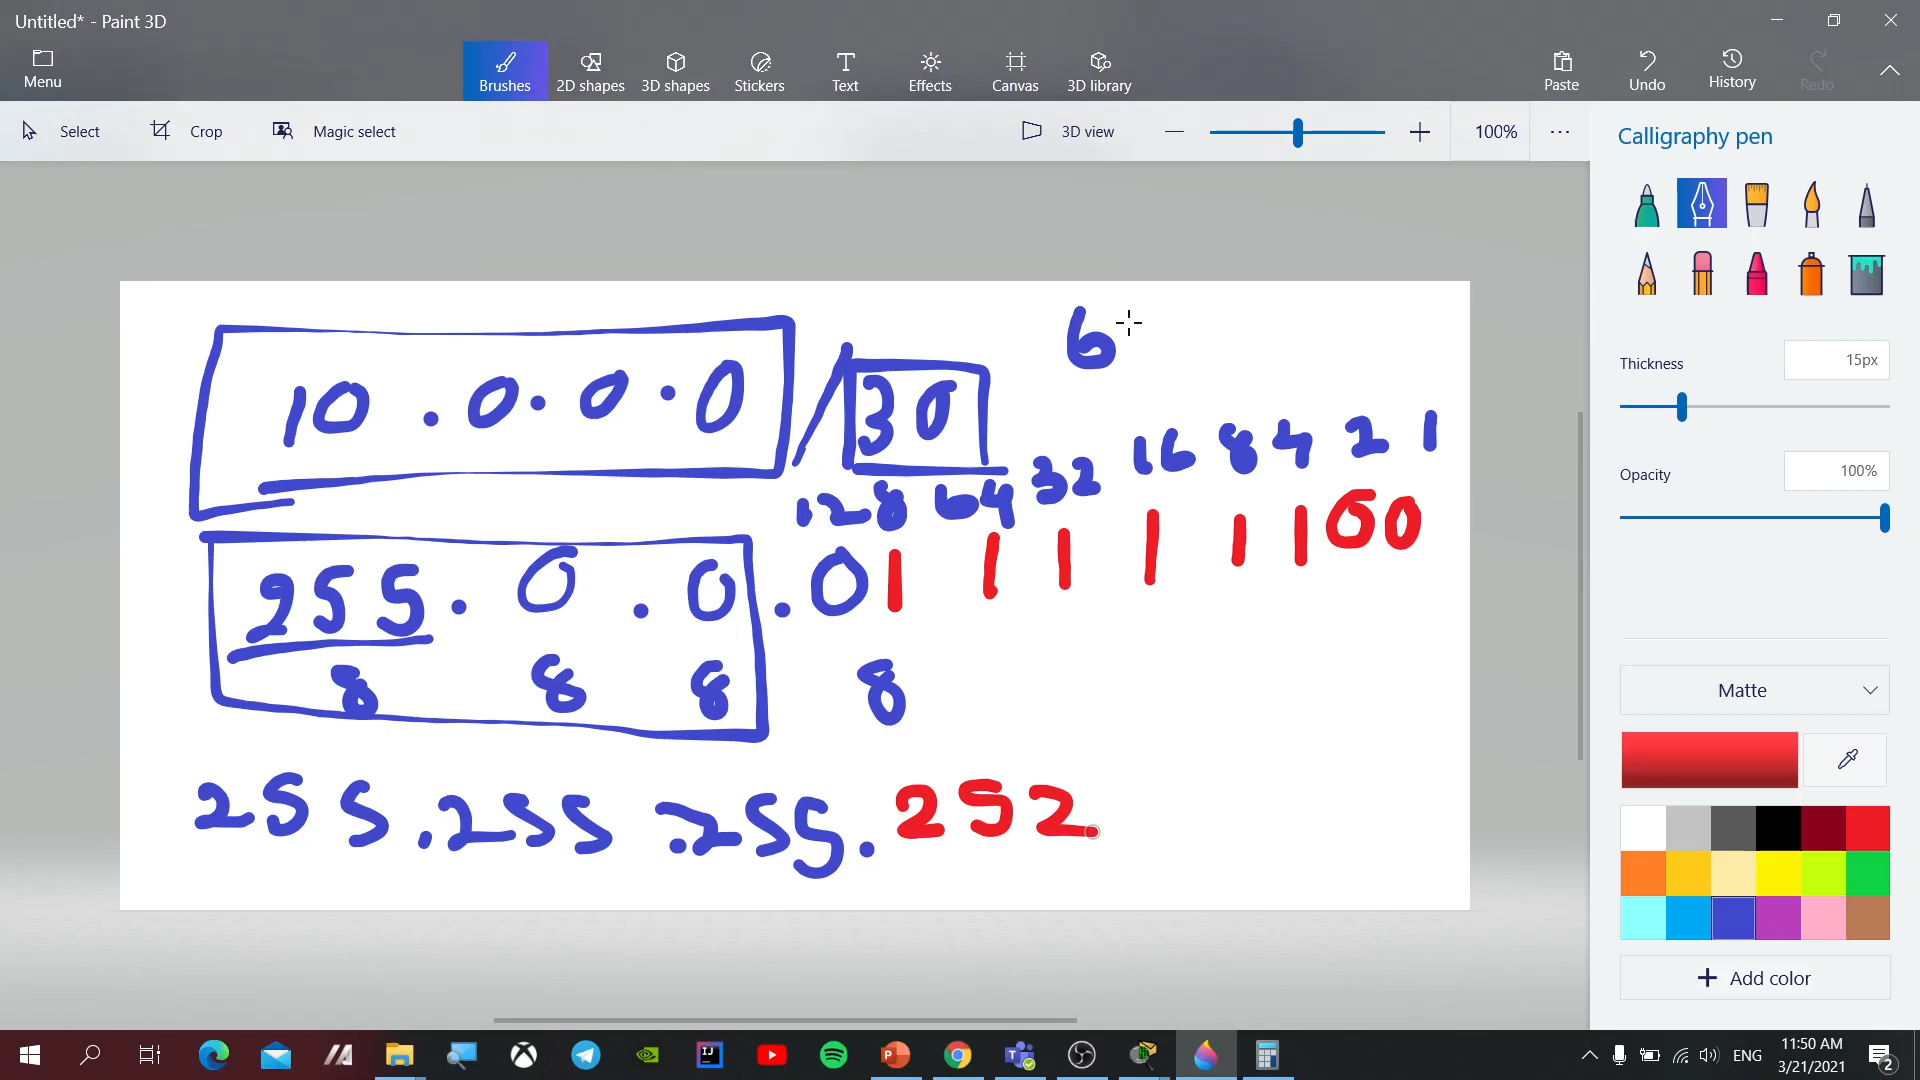 Untitled* - Paint 3D
Menu
Brushes
2D shapes
3D shapes
Stickers
Text
Effects
Canvas
3D library
Paste
Undo
History
Redo
Select
Crop
Magic select
3D view
100%
Calligraphy pen
Thickness
15px
Opacity
100%
Matte
Add color
6
10 . 0 . 0 . 0 / 30
128 64 32 16 8 4 2 1
1 1 1 1 1 1 0 0
255 . 0 . 0 . 0
8 8 8 8
255 . 255 . 255 . 252
ENG
11:50 AM
3/21/2021
2